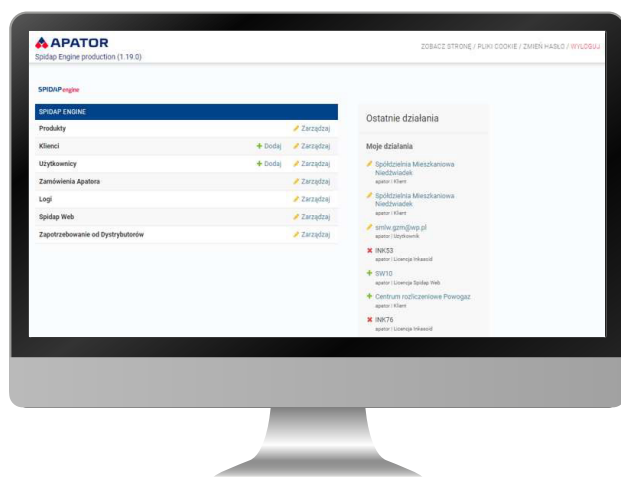 APATOR
Spidap Engine production (1.19.0)
ZOBACZ STRONĘ / PLIKI COOKIE / ZMIEŃ HASŁO / WYLOGUJ
SPIDAP engine
SPIDAP ENGINE
Produkty Zarządzaj
Klienci Dodaj Zarządzaj
Użytkownicy Dodaj Zarządzaj
Zamówienia Apatora Zarządzaj
Logi Zarządzaj
Spidap Web Zarządzaj
Zapotrzebowanie od Dystrybutorów Zarządzaj
Ostatnie działania
Moje działania
Spółdzielnia Mieszkaniowa
Niedźwiadek
apator | Klient
Spółdzielnia Mieszkaniowa
Niedźwiadek
apator | Klient
smlw.gzm@wp.pl
apator | Użytkownik
INK53
apator | Licencja Inkasoid
SW10
apator | Licencja Spidap Web
Centrum rozliczeniowe Powogaz
apator | Klient
INK76
apator | Licencja Inkasoid